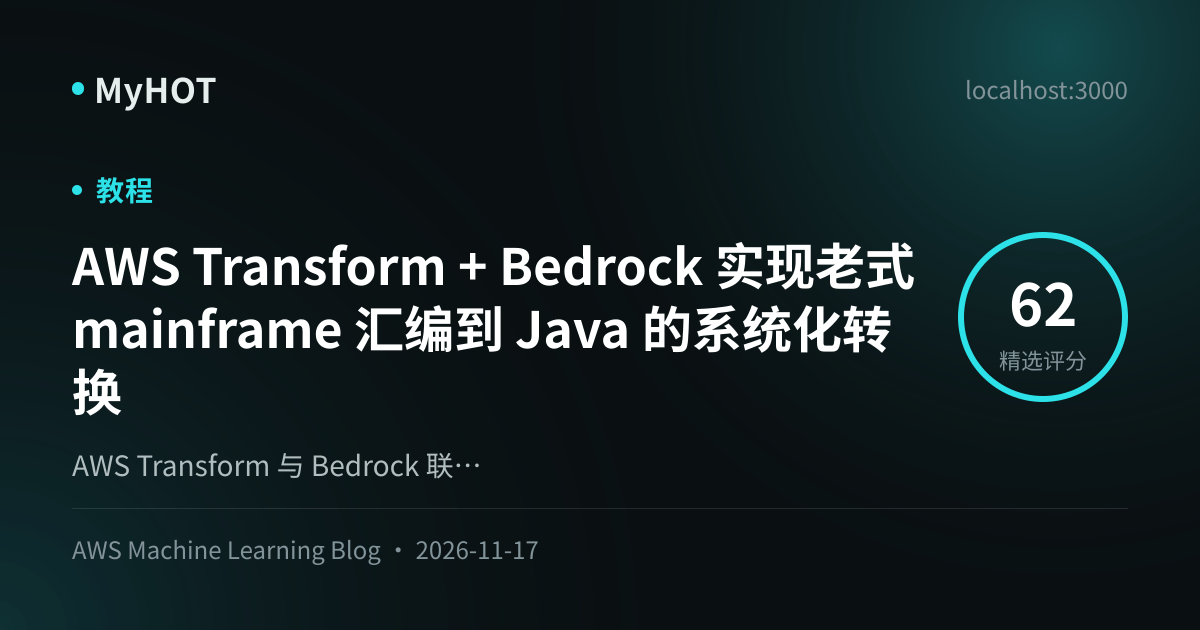 MyHOT
localhost:3000
教程
AWS Transform + Bedrock 实现老式
mainframe 汇编到 Java 的系统化转
换
62
精选评分
AWS Transform 与 Bedrock 联…
AWS Machine Learning Blog • 2026-11-17